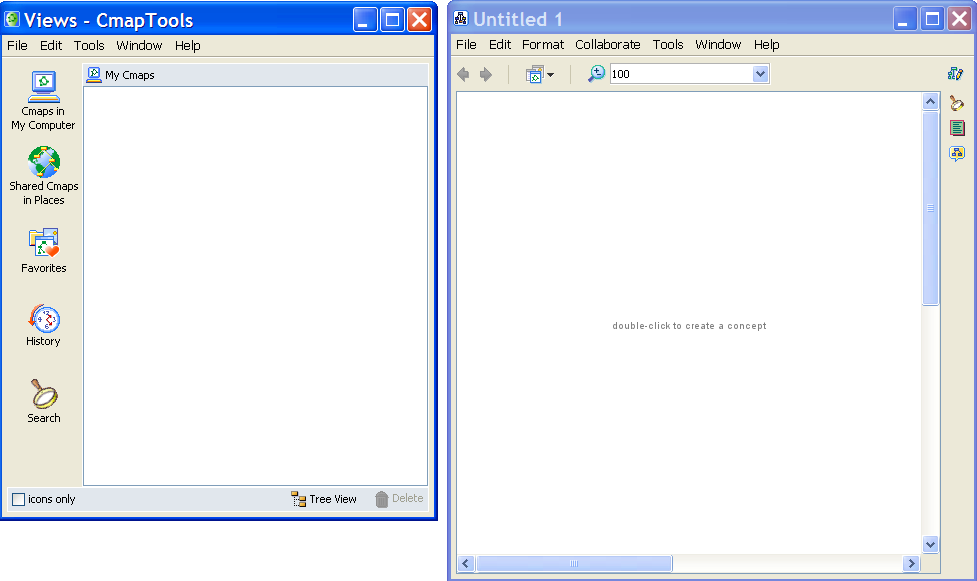 Views - CmapTools
File Edit Tools Window Help
My Cmaps
Cmaps in
My Computer
Shared Cmaps
in Places
Favorites
History
Search
icons only
Tree View
Delete
Untitled 1
File Edit Format Collaborate Tools Window Help
100
double-click to create a concept